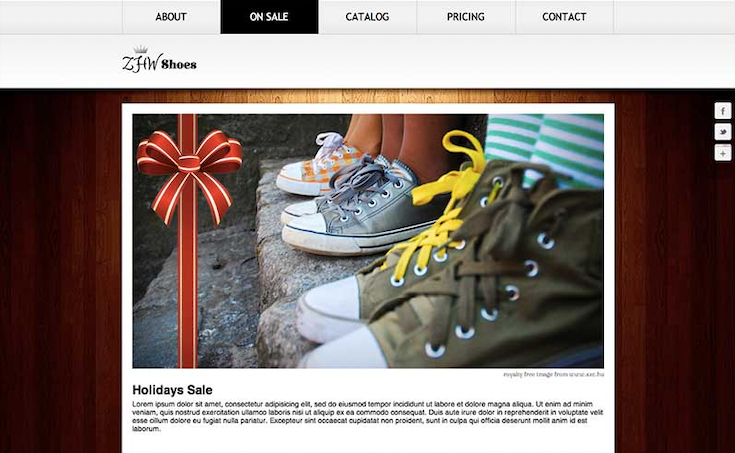 ABOUT
ON SALE
CATALOG
PRICING
CONTACT
ZHW Shoes
royalty free image from www.sxc.hu
Holidays Sale
Lorem ipsum dolor sit amet, consectetur adipisicing elit, sed do eiusmod tempor incididunt ut labore et dolore magna aliqua. Ut enim ad minim
veniam, quis nostrud exercitation ullamco laboris nisi ut aliquip ex ea commodo consequat. Duis aute irure dolor in reprehenderit in voluptate velit
esse cillum dolore eu fugiat nulla pariatur. Excepteur sint occaecat cupidatat non proident, sunt in culpa qui officia deserunt mollit anim id est
laborum.